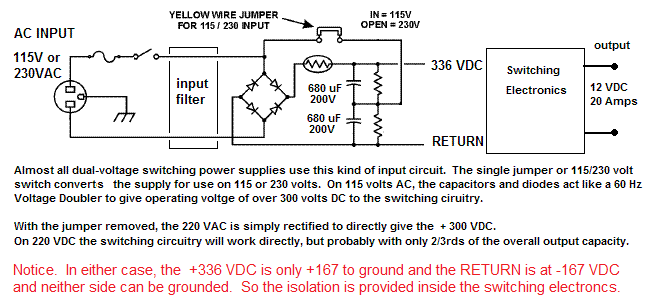 YELLOW WIRE JUMPER
FOR 115 / 230 INPUT
IN = 115V
OPEN = 230V
AC INPUT
115V or
230VAC
input
filter
680 uF
200V
680 uF
200V
336 VDC
RETURN
Switching
Electronics
output
12 VDC
20 Amps
Almost all dual-voltage switching power supplies use this kind of input circuit. The single jumper or 115/230 volt
switch converts the supply for use on 115 or 230 volts. On 115 volts AC, the capacitors and diodes act like a 60 Hz
Voltage Doubler to give operating voltge of over 300 volts DC to the switching ciruitry.
With the jumper removed, the 220 VAC is simply rectified to directly give the + 300 VDC.
On 220 VDC the switching circuitry will work directly, but probably with only 2/3rds of the overall output capacity.
Notice. In either case, the +336 VDC is only +167 to ground and the RETURN is at -167 VDC
and neither side can be grounded. So the isolation is provided inside the switching electroncs.